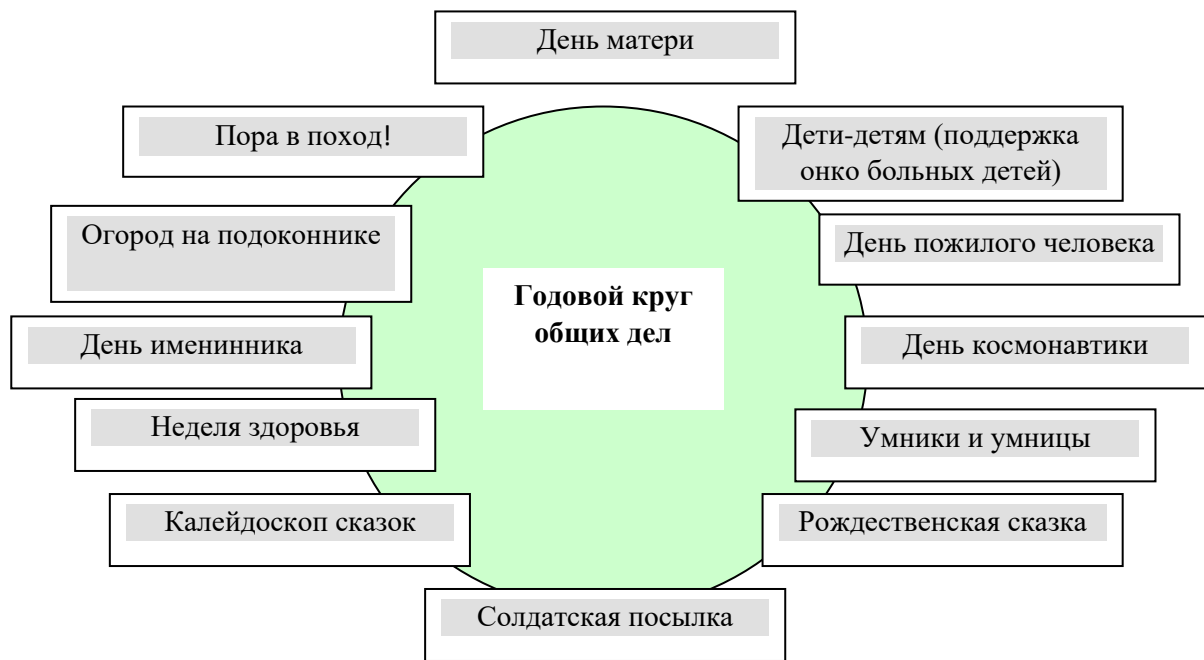 День матери
Пора в поход!
Дети-детям (поддержка
онко больных детей)
Огород на подоконнике
День пожилого человека
Годовой круг
общих дел
День именинника
День космонавтики
Неделя здоровья
Умники и умницы
Калейдоскоп сказок
Рождественская сказка
Солдатская посылка